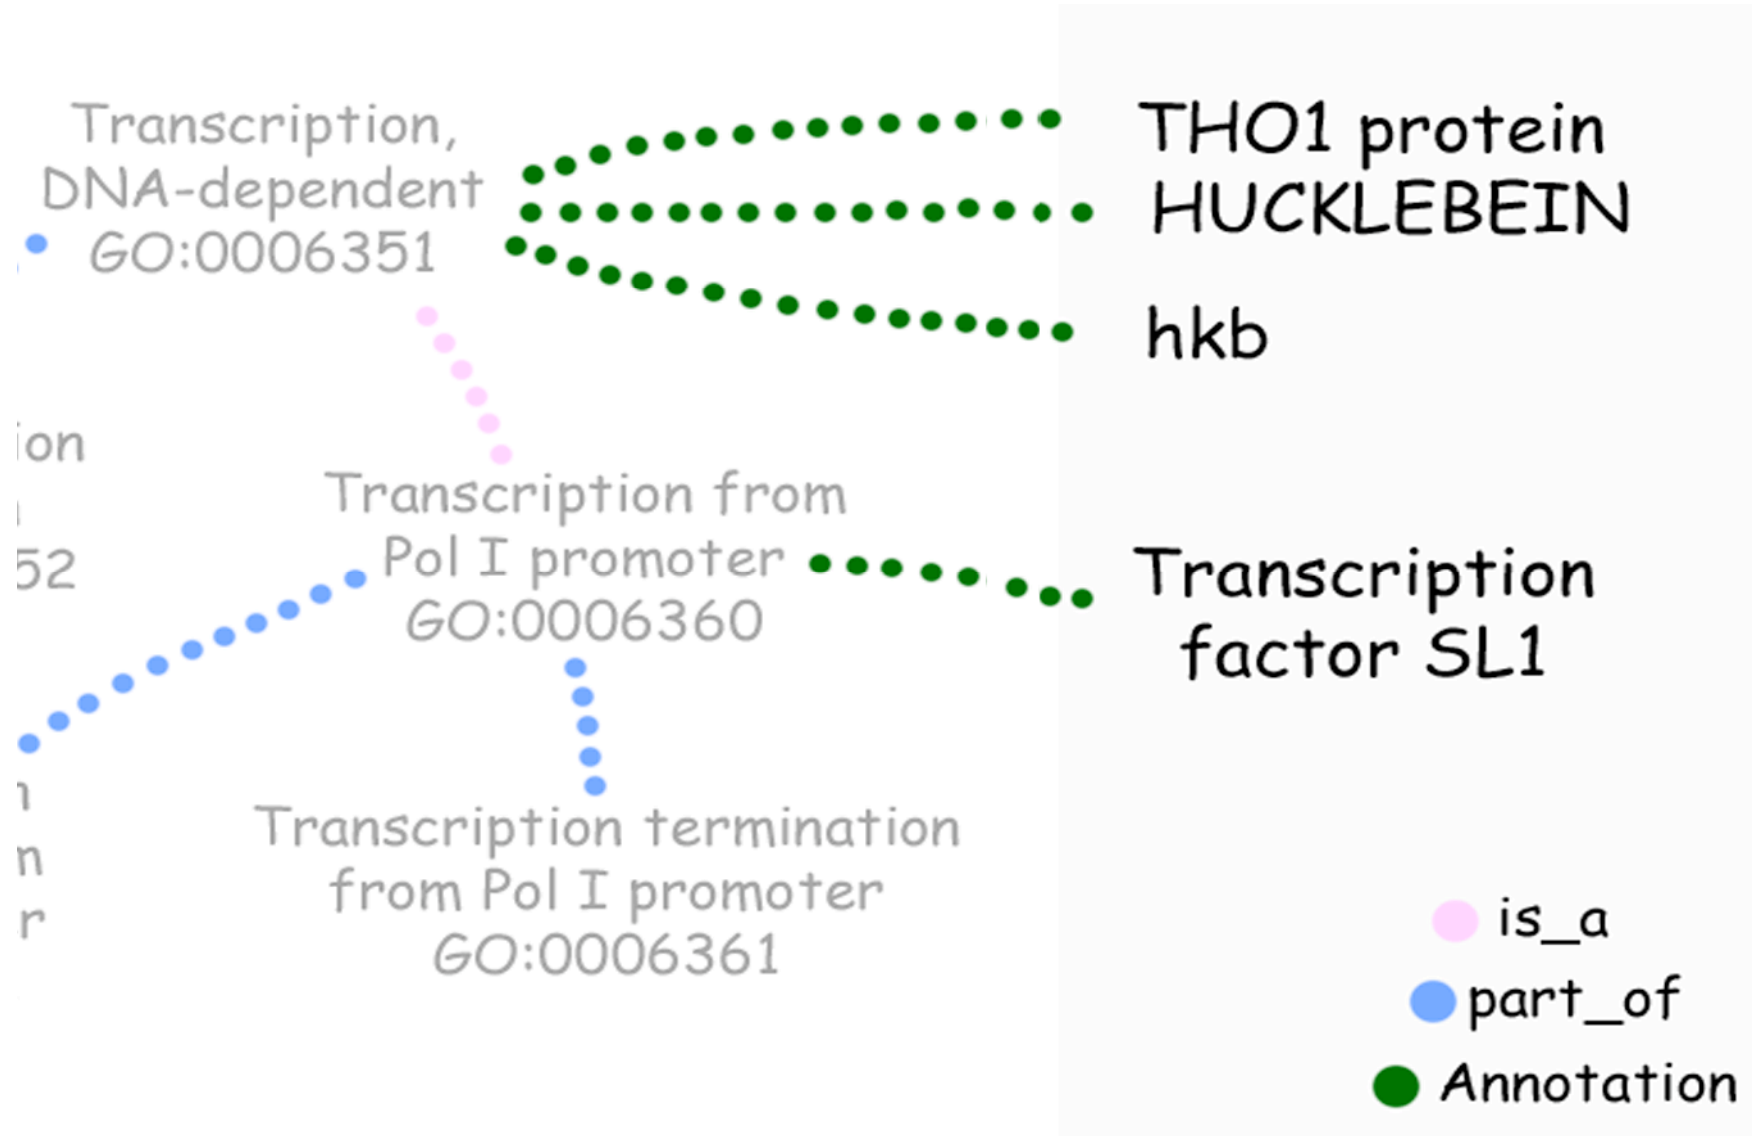 Transcription,
DNA-dependent
GO:0006351
THO1 protein
HUCKLEBEIN
hkb
ion
52
Transcription from
Pol I promoter
GO:0006360
Transcription
factor SL1
n
m
r
Transcription termination
from Pol I promoter
GO:0006361
is_a
part_of
Annotation